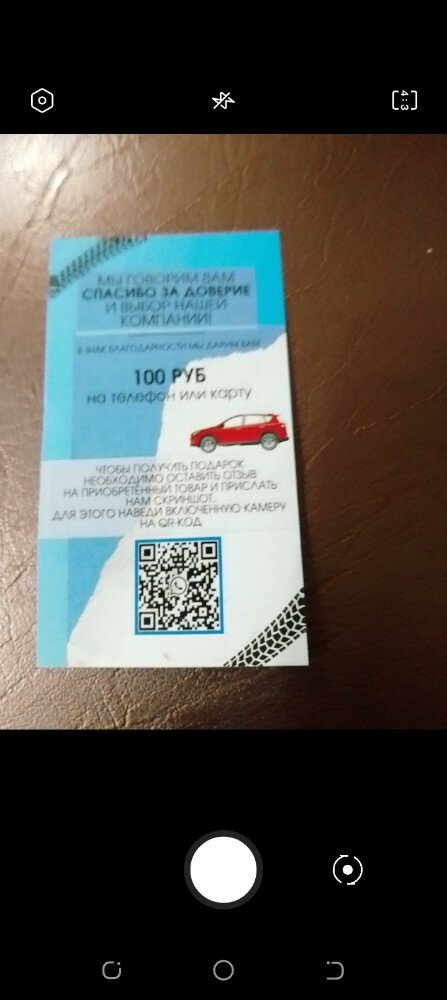 4:3
МЫ ГОВОРИМ ВАМ
СПАСИБО ЗА ДОВЕРИЕ
И ВЫБОР НАШЕЙ
КОМПАНИИ!
В ЗНАК БЛАГОДАРНОСТИ МЫ ДАРИМ ВАМ
100 РУБ
на телефон или карту
ЧТОБЫ ПОЛУЧИТЬ ПОДАРОК
НЕОБХОДИМО ОСТАВИТЬ ОТЗЫВ
НА ПРИОБРЕТЁННЫЙ ТОВАР И ПРИСЛАТЬ
НАМ СКРИНШОТ.
ДЛЯ ЭТОГО НАВЕДИ ВКЛЮЧЕННУЮ КАМЕРУ
НА QR-КОД